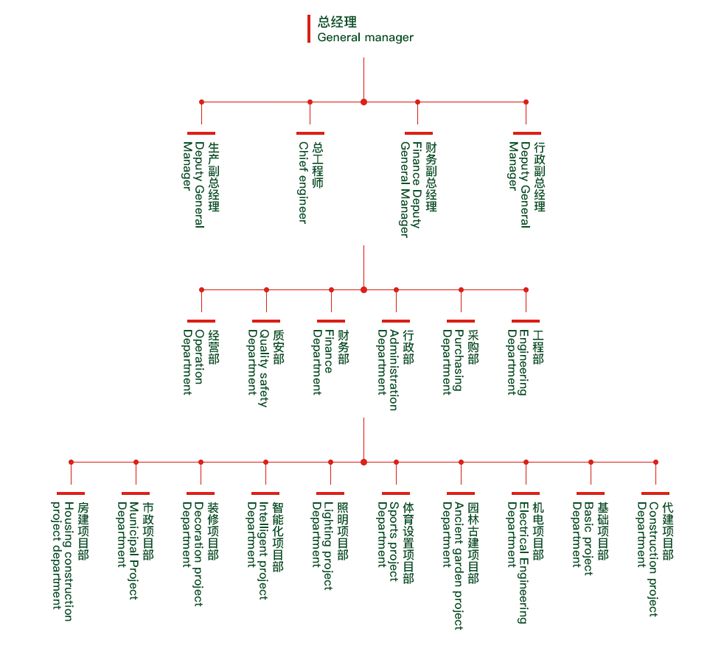 总经理
General manager
生产副总经理
Deputy General
Manager
总工程师
Chief engineer
财务副总经理
Finance Deputy
General Manager
行政副总经理
Deputy General
Manager
经营部
Operation
Department
质安部
Quality safety
Department
财务部
Finance
Department
行政部
Administration
Department
采购部
Purchasing
Department
工程部
Engineering
Department
房建项目部
Housing construction
project department
市政项目部
Municipal Project
Department
装修项目部
Decoration project
Department
智能化项目部
Intelligent project
Department
照明项目部
Lighting project
Department
体育设置项目部
Sports project
Department
园林古建项目部
Ancient garden project
Department
机电项目部
Electrical Engineering
Department
基础项目部
Basic project
Department
代建项目部
Construction project
Department